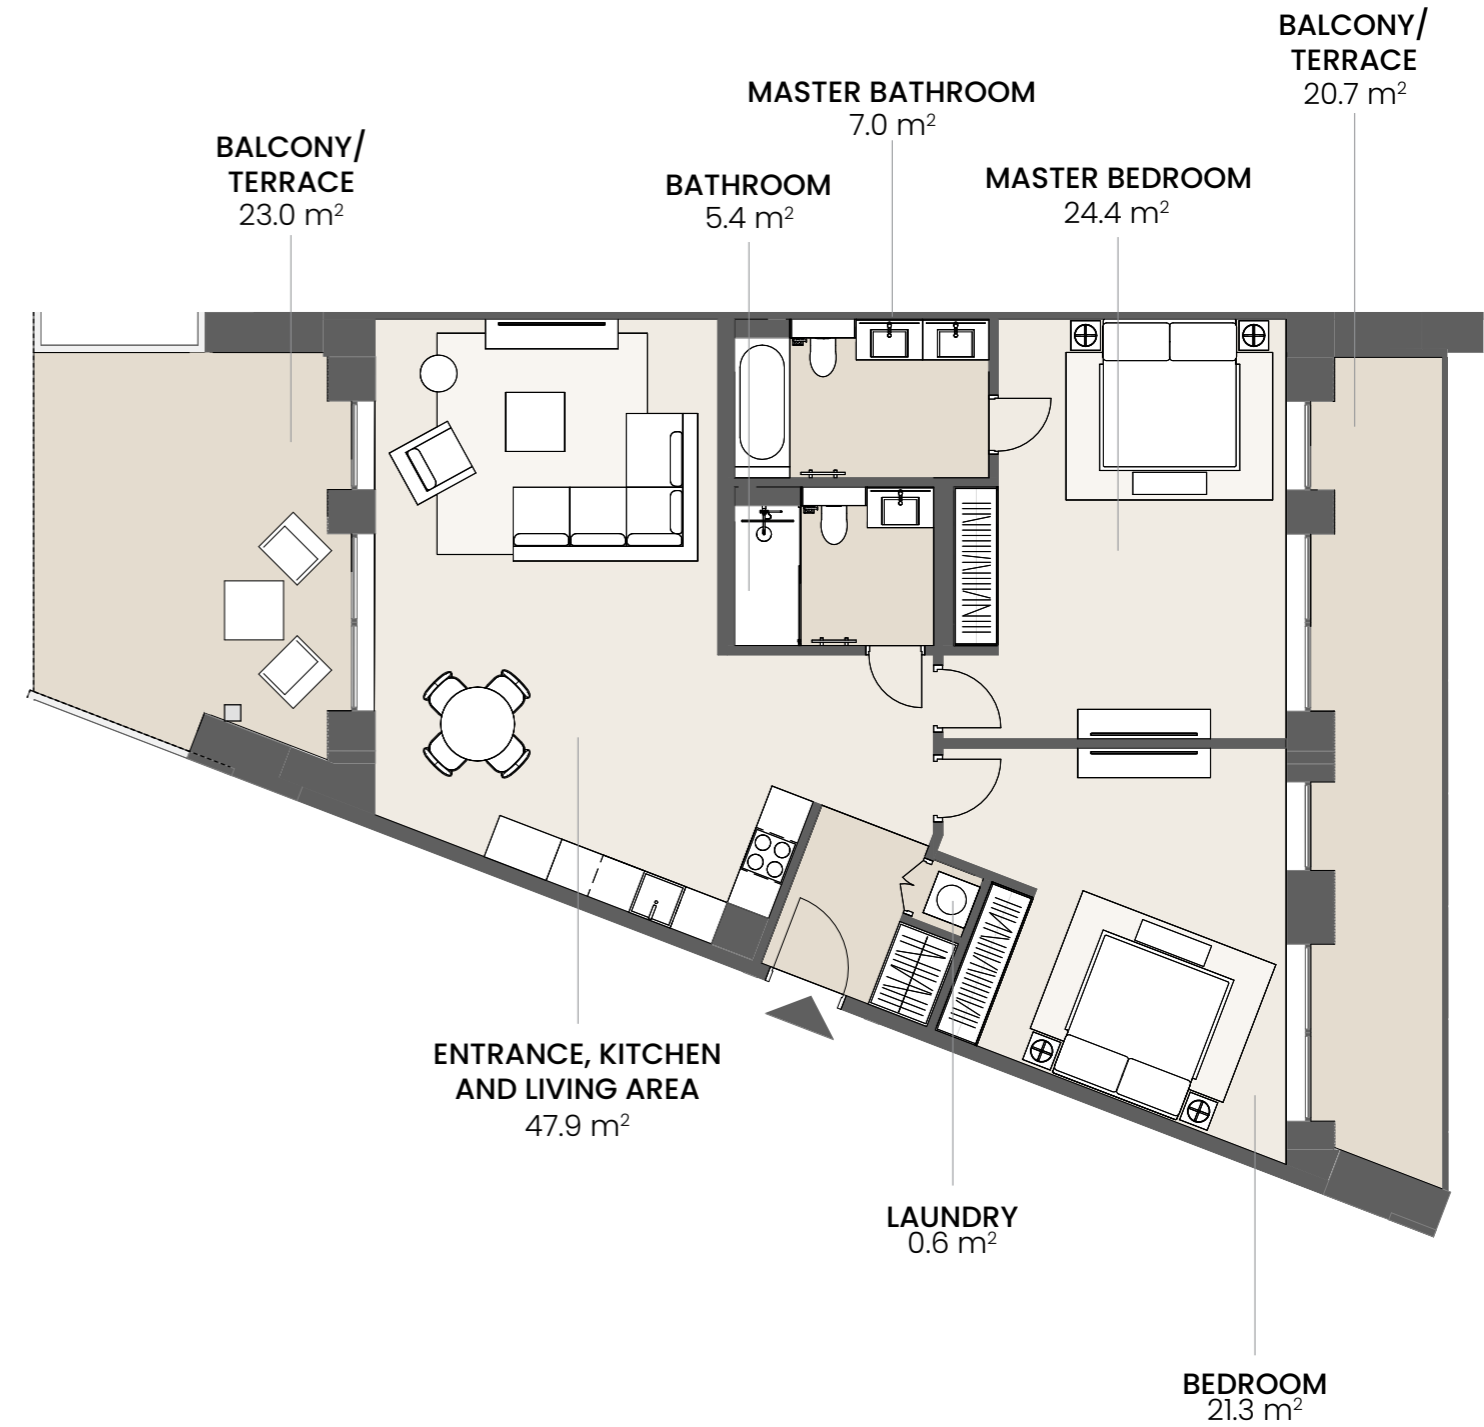 BALCONY/
TERRACE
20.7 m²
MASTER BATHROOM
7.0 m²
BALCONY/
TERRACE
23.0 m²
BATHROOM
5.4 m²
MASTER BEDROOM
24.4 m²
ENTRANCE, KITCHEN
AND LIVING AREA
47.9 m²
LAUNDRY
0.6 m²
BEDROOM
21.3 m²